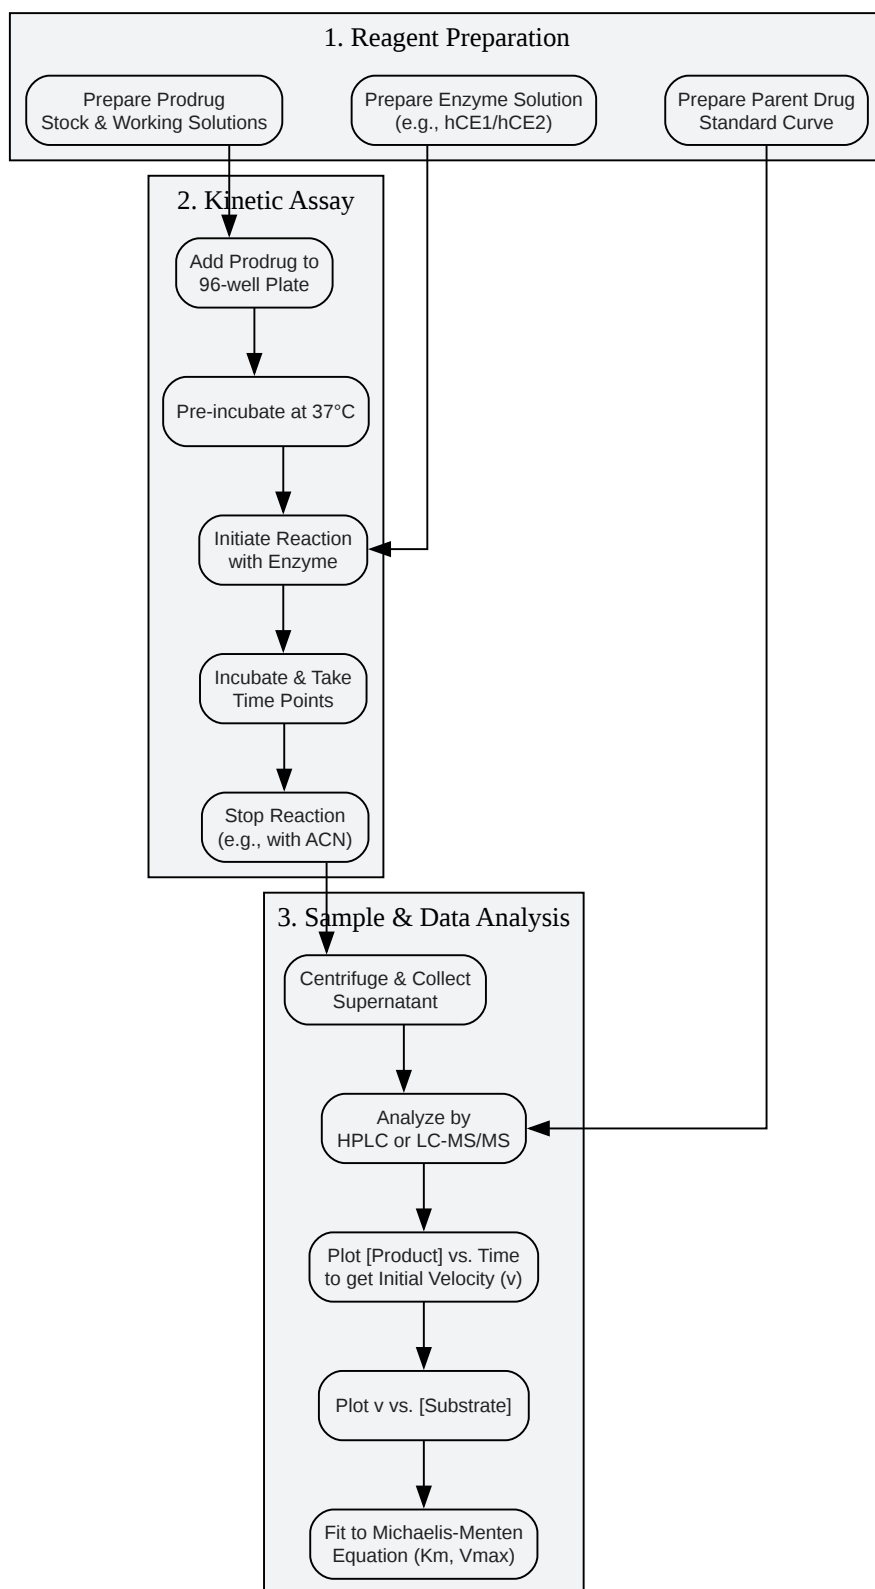 1. Reagent Preparation
Prepare Prodrug
Stock & Working Solutions
Prepare Enzyme Solution
(e.g., hCE1/hCE2)
Prepare Parent Drug
Standard Curve
2. Kinetic Assay
Add Prodrug to
96-well Plate
Pre-incubate at 37°C
Initiate Reaction
with Enzyme
Incubate & Take
Time Points
Stop Reaction
(e.g., with ACN)
3. Sample & Data Analysis
Centrifuge & Collect
Supernatant
Analyze by
HPLC or LC-MS/MS
Plot [Product] vs. Time
to get Initial Velocity (v)
Plot v vs. [Substrate]
Fit to Michaelis-Menten
Equation (Km, Vmax)